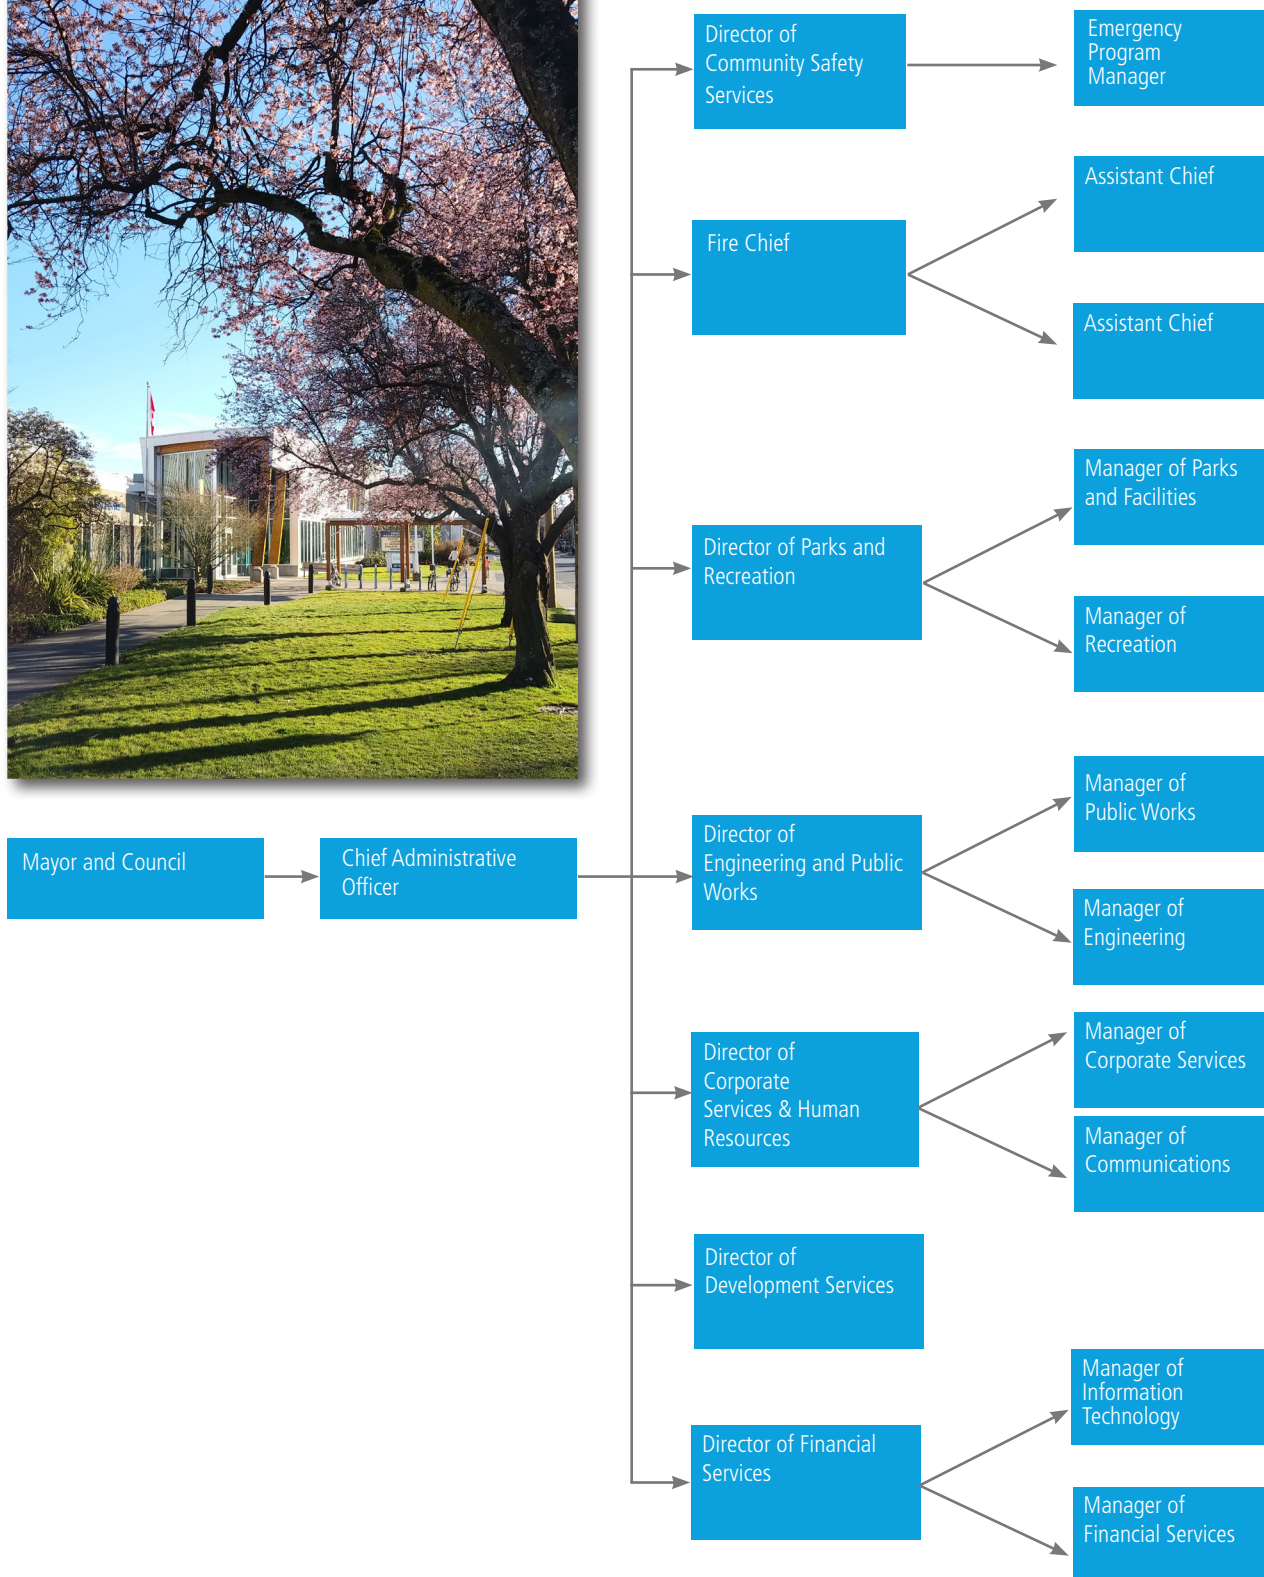 Director of
Community Safety
Services
Emergency
Program
Manager
Fire Chief
Assistant Chief
Assistant Chief
Director of Parks and
Recreation
Manager of Parks
and Facilities
Manager of
Recreation
Mayor and Council
Chief Administrative
Officer
Director of
Engineering and Public
Works
Manager of
Public Works
Manager of
Engineering
Director of
Corporate
Services & Human
Resources
Manager of
Corporate Services
Manager of
Communications
Director of
Development Services
Director of Financial
Services
Manager of
Information
Technology
Manager of
Financial Services